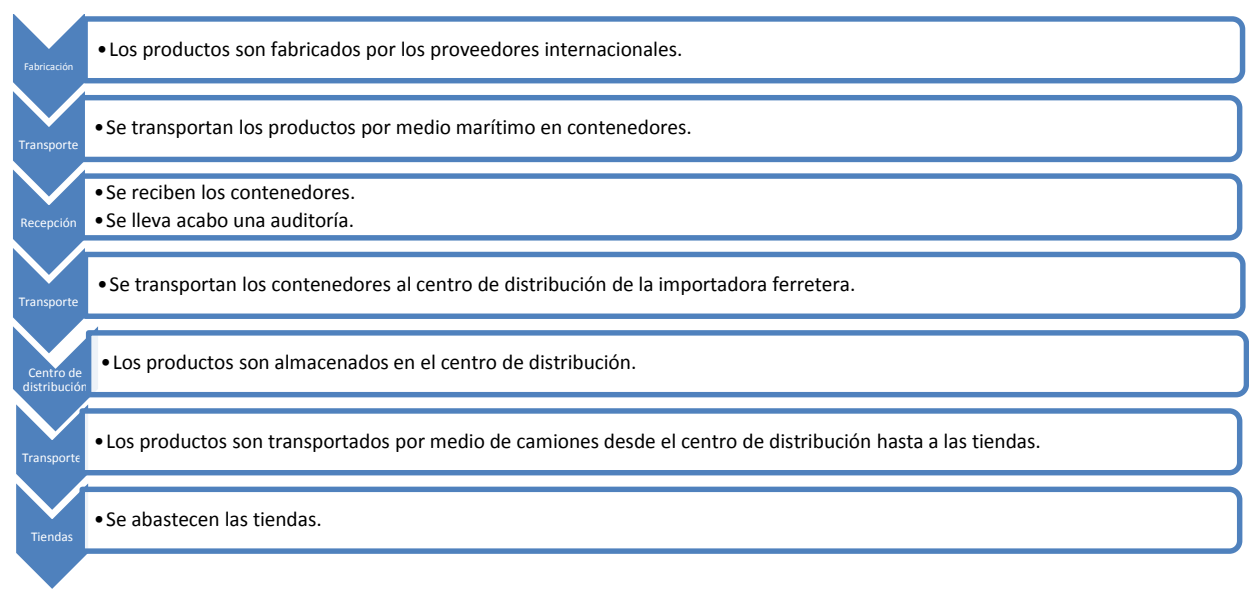 Fabricación
•Los productos son fabricados por los proveedores internacionales.
Transporte
•Se transportan los productos por medio marítimo en contenedores.
Recepción
•Se reciben los contenedores.
•Se lleva acabo una auditoría.
Transporte
•Se transportan los contenedores al centro de distribución de la importadora ferretera.
Centro de
distribución
•Los productos son almacenados en el centro de distribución.
Transporte
•Los productos son transportados por medio de camiones desde el centro de distribución hasta a las tiendas.
Tiendas
•Se abastecen las tiendas.